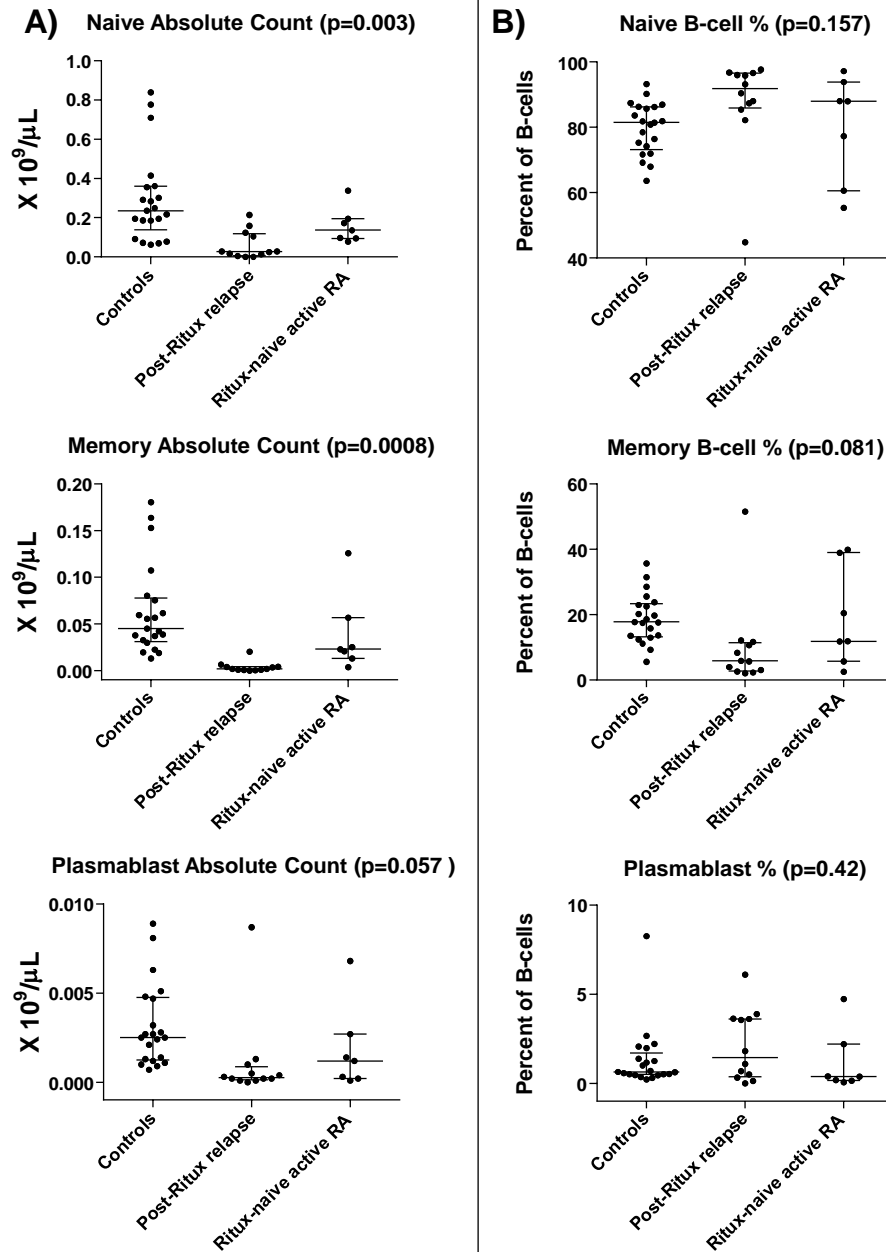 A)
Naive Absolute Count (p=0.003)
X 10⁹/µL
1.0
0.8
0.6
0.4
0.2
0.0
Controls
Post-Ritux relapse
Ritux-naive active RA
Memory Absolute Count (p=0.0008)
X 10⁹/µL
0.20
0.15
0.10
0.05
0.00
Controls
Post-Ritux relapse
Ritux-naive active RA
Plasmablast Absolute Count (p=0.057 )
X 10⁹/µL
0.010
0.005
0.000
Controls
Post-Ritux relapse
Ritux-naive active RA
B)
Naive B-cell % (p=0.157)
Percent of B-cells
100
80
60
40
Controls
Post-Ritux relapse
Ritux-naive active RA
Memory B-cell % (p=0.081)
Percent of B-cells
60
40
20
0
Controls
Post-Ritux relapse
Ritux-naive active RA
Plasmablast % (p=0.42)
Percent of B-cells
10
5
0
Controls
Post-Ritux relapse
Ritux-naive active RA